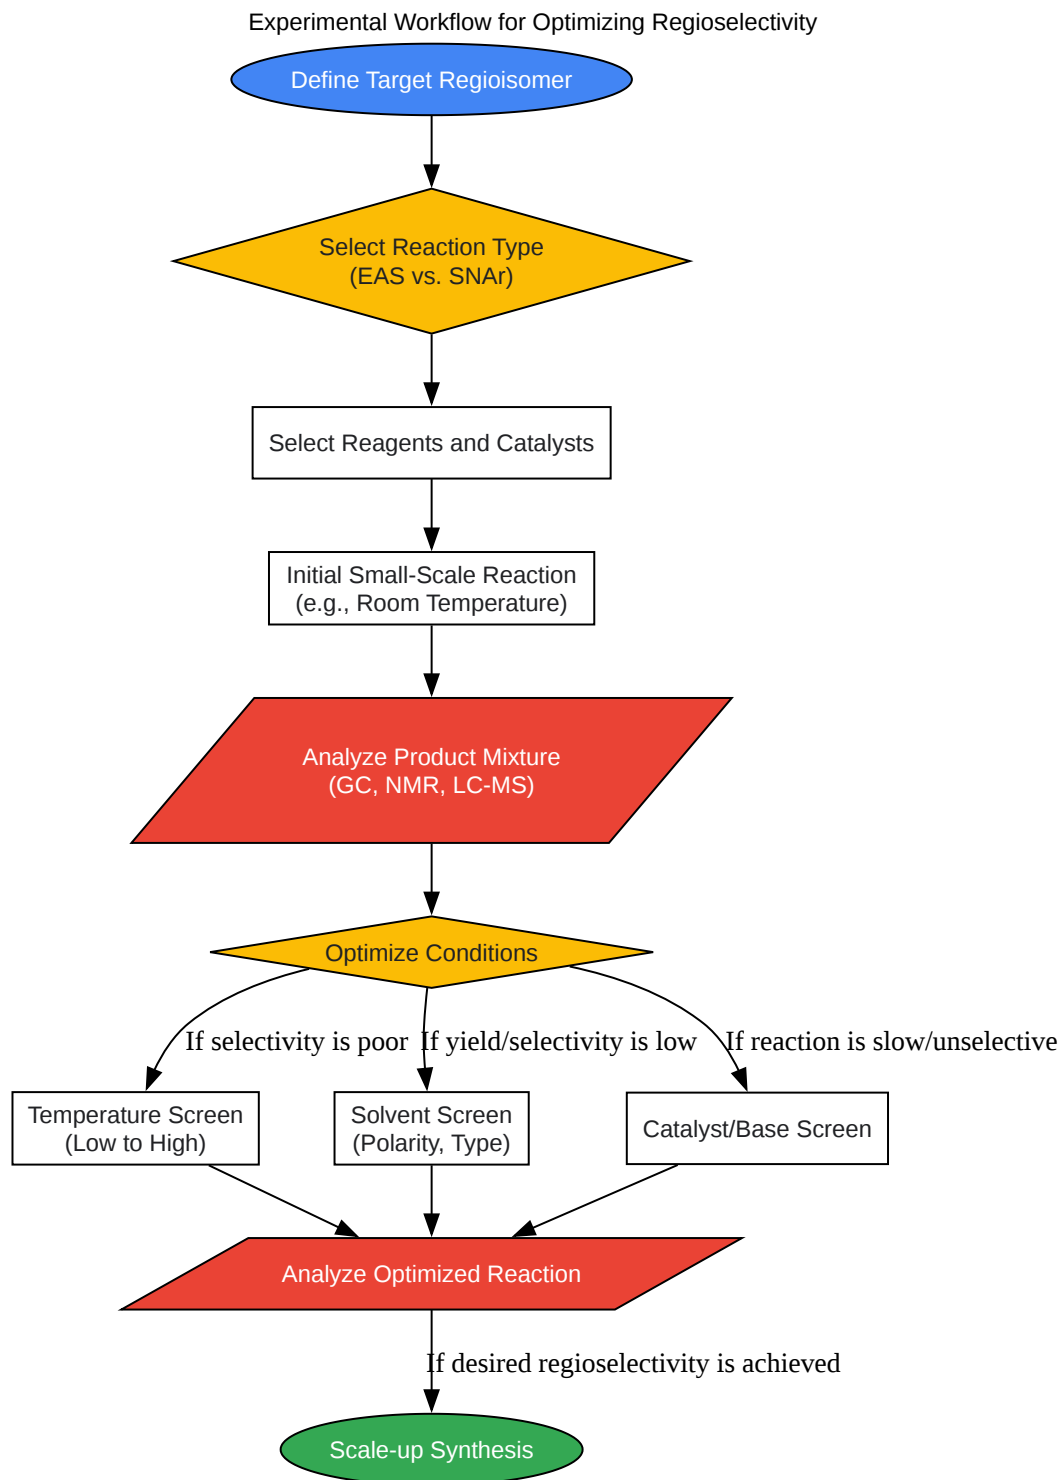 Experimental Workflow for Optimizing Regioselectivity
Define Target Regioisomer
Select Reaction Type
(EAS vs. SNAr)
Select Reagents and Catalysts
Initial Small-Scale Reaction
(e.g., Room Temperature)
Analyze Product Mixture
(GC, NMR, LC-MS)
Optimize Conditions
If selectivity is poor
If yield/selectivity is low
If reaction is slow/unselective
Temperature Screen
(Low to High)
Solvent Screen
(Polarity, Type)
Catalyst/Base Screen
Analyze Optimized Reaction
If desired regioselectivity is achieved
Scale-up Synthesis